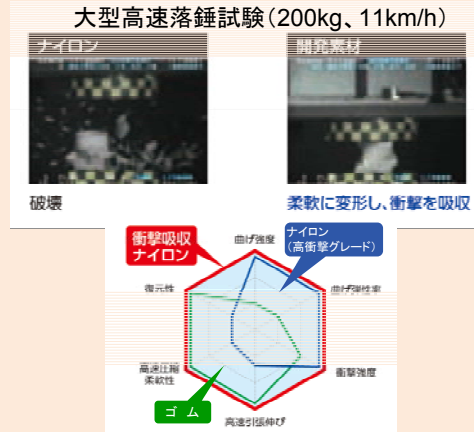 大型高速落錘試験（200kg、11km/h）
ナイロン
開発素材
破壊
柔軟に変形し、衝撃を吸収
衝撃吸収
ナイロン
曲げ強度
ナイロン
（高衝撃グレード）
復元性
曲げ弾性率
高速圧縮
柔軟性
衝撃強度
ゴム
高速引張伸び